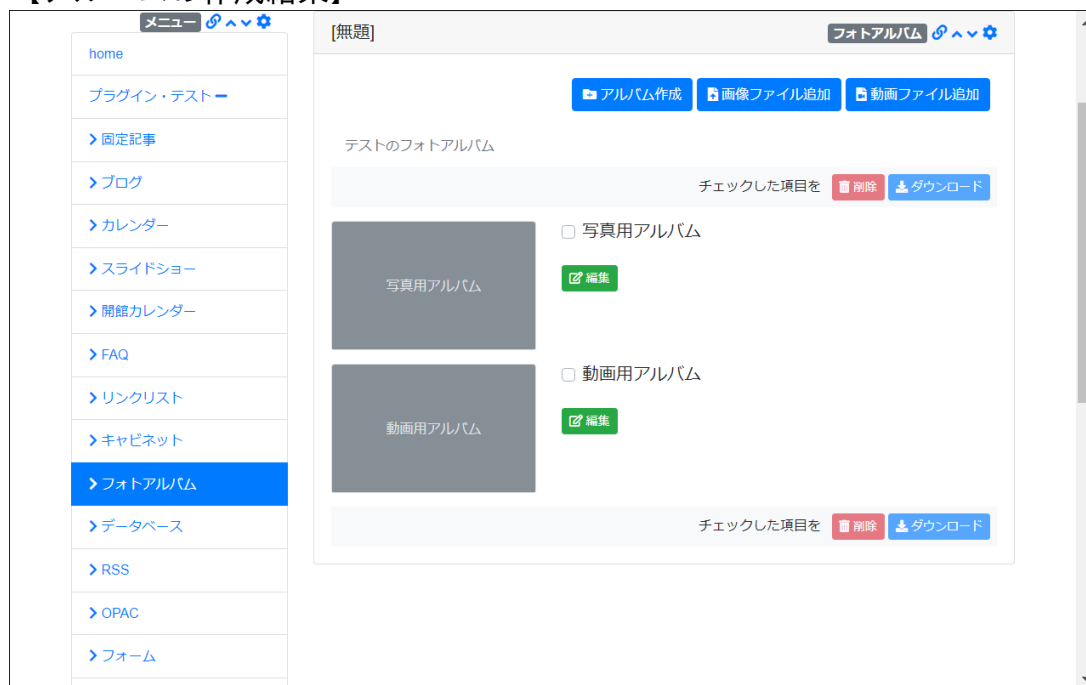 メニュー
home
プラグイン・テスト
固定記事
ブログ
カレンダー
スライドショー
開館カレンダー
FAQ
リンクリスト
キャビネット
フォトアルバム
データベース
RSS
OPAC
フォーム
[無題] フォトアルバム
アルバム作成 画像ファイル追加 動画ファイル追加
テストのフォトアルバム
チェックした項目を 削除 ダウンロード
写真用アルバム 写真用アルバム
編集
動画用アルバム 動画用アルバム
編集
チェックした項目を 削除 ダウンロード